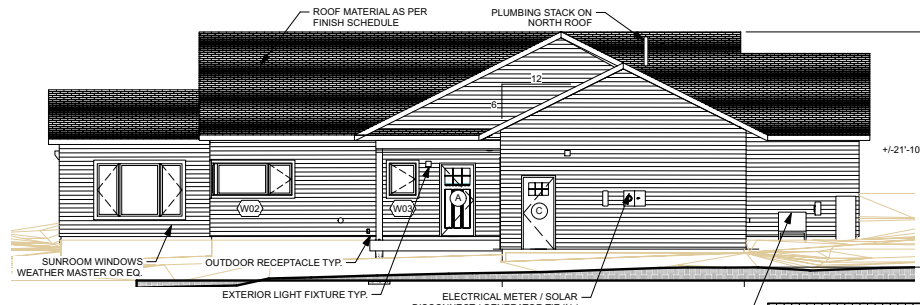 ROOF MATERIAL AS PER
FINISH SCHEDULE
PLUMBING STACK ON
NORTH ROOF
12
6
+/-21'-10
W02
W03
A
C
SUNROOM WINDOWS
WEATHER MASTER OR EQ.
OUTDOOR RECEPTACLE TYP.
EXTERIOR LIGHT FIXTURE TYP.
ELECTRICAL METER / SOLAR